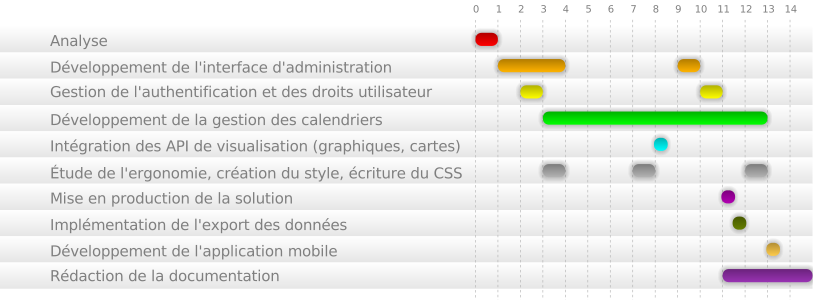 0 1 2 3 4 5 6 7 8 9 10 11 12 13 14
Analyse
Développement de l'interface d'administration
Gestion de l'authentification et des droits utilisateur
Développement de la gestion des calendriers
Intégration des API de visualisation (graphiques, cartes)
Étude de l'ergonomie, création du style, écriture du CSS
Mise en production de la solution
Implémentation de l'export des données
Développement de l'application mobile
Rédaction de la documentation